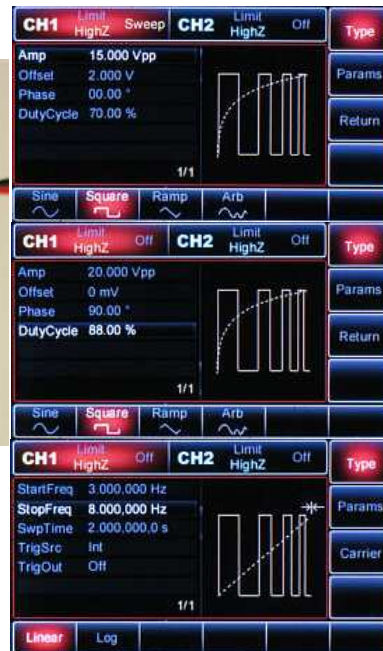 CH1 Limit HighZ Sweep CH2 Limit HighZ Off Type
Amp 15.000 Vpp
Offset 2.000 V
Phase 00.00 °
DutyCycle 70.00 %
1/1
Params
Return
Sine Square Ramp Arb
CH1 Limit HighZ Off CH2 Limit HighZ Off Type
Amp 20.000 Vpp
Offset 0 mV
Phase 90.00 °
DutyCycle 88.00 %
1/1
Params
Return
Sine Square Ramp Arb
CH1 Limit HighZ Off CH2 Limit HighZ Off Type
StartFreq 3.000,000 Hz
StopFreq 8.000,000 Hz
SwpTime 2.000,000,0 s
TrigSrc Int
TrigOut Off
1/1
Params
Carrier
Linear Log